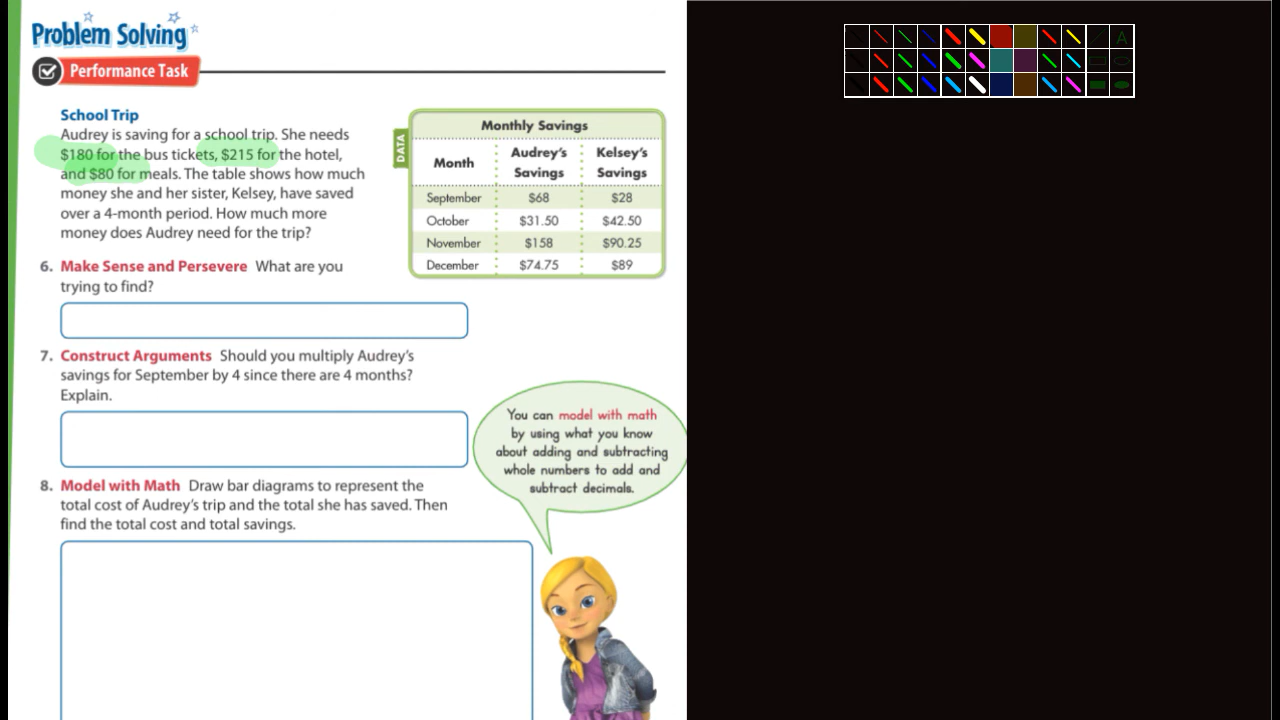 Problem Solving
Performance Task
School Trip
Audrey is saving for a school trip. She needs
$180 for the bus tickets, $215 for the hotel,
and $80 for meals. The table shows how much
money she and her sister, Kelsey, have saved
over a 4-month period. How much more
money does Audrey need for the trip?
DATA
Monthly Savings
Month Audrey's Savings Kelsey's Savings
September $68 $28
October $31.50 $42.50
November $158 $90.25
December $74.75 $89
6. Make Sense and Persevere What are you
trying to find?
7. Construct Arguments Should you multiply Audrey's
savings for September by 4 since there are 4 months?
Explain.
You can model with math
by using what you know
about adding and subtracting
whole numbers to add and
subtract decimals.
8. Model with Math Draw bar diagrams to represent the
total cost of Audrey's trip and the total she has saved. Then
find the total cost and total savings.
A